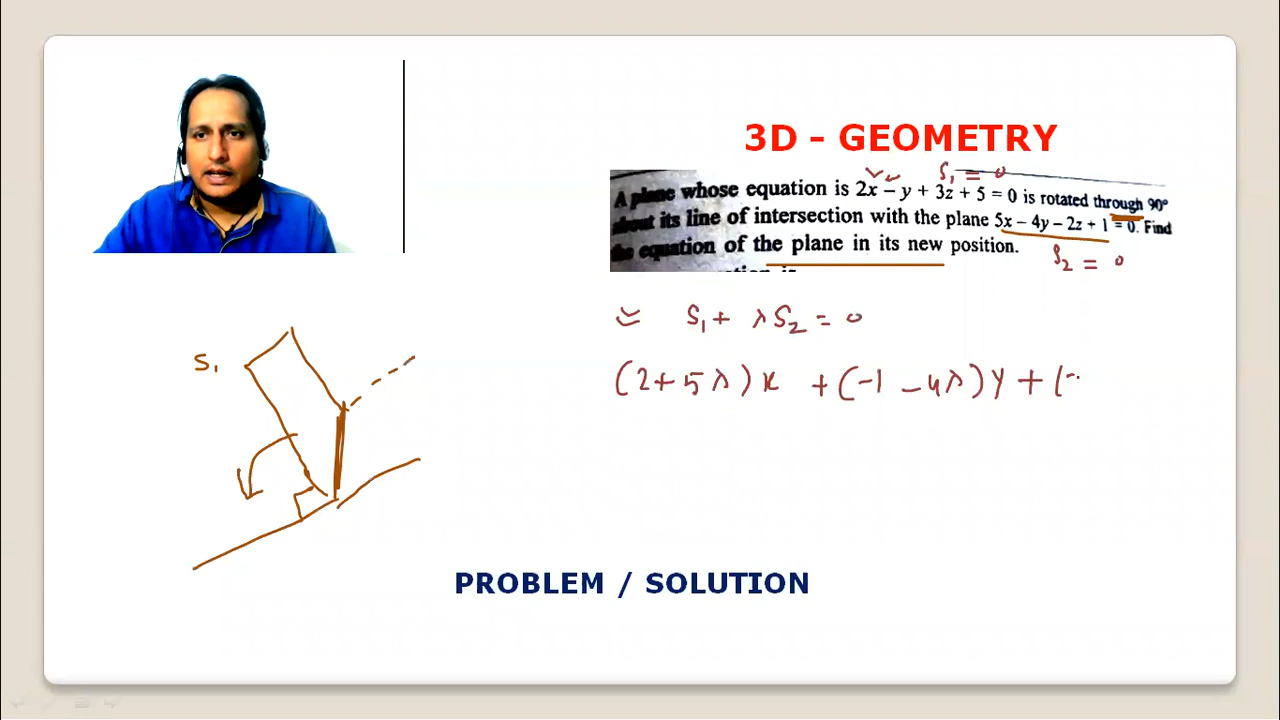 3D – GEOMETRY
S₁ = 0
A plane whose equation is 2x – y + 3z + 5 = 0 is rotated through 90°
about its line of intersection with the plane 5x – 4y – 2z + 1 = 0. Find
the equation of the plane in its new position.
S₂ = 0
S₁ + λS₂ = 0
S₁
(2 + 5λ)x + (-1 – 4λ)y + (
PROBLEM / SOLUTION